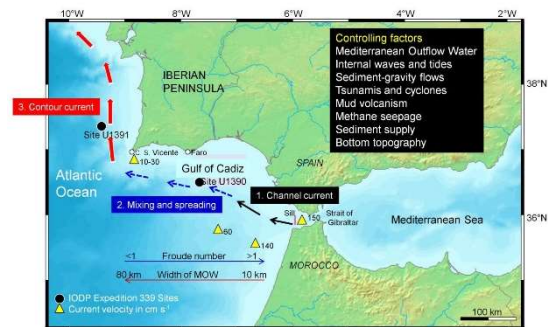 10°W
8°W
6°W
4°W
2°W
Controlling factors
Mediterranean Outflow Water
Internal waves and tides
Sediment-gravity flows
Tsunamis and cyclones
Mud volcanism
Methane seepage
Sediment supply
Bottom topography
38°N
IBERIAN
PENINSULA
3. Contour current
Site U1391
C. S. Vicente
Faro
10-30
SPAIN
Gulf of Cadiz
Site U1390
Atlantic
Ocean
1. Channel current
2. Mixing and spreading
Sill
150
Strait of
Gibraltar
Mediterranean Sea
36°N
60
140
<1
Froude number
>1
80 km
Width of MOW
10 km
MOROCCO
IODP Expedition 339 Sites
Current velocity in cm s⁻¹
100 km